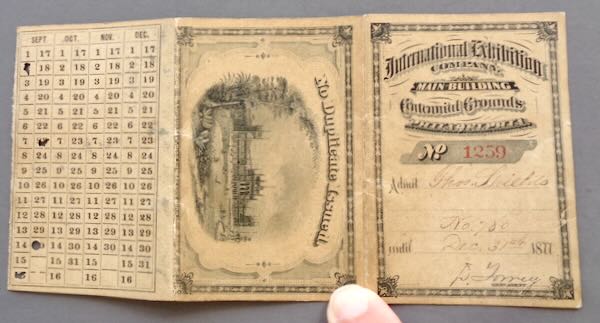 SEPT OCT. NOV. DEC.
1 17 1 17 1 17 1 17
18 2 18 2 18 2 18
3 19 3 19 3 19 3 19
4 20 4 20 4 20 4 20
5 21 5 21 5 21 5 21
6 22 6 22 6 22 6 22
7 23 7 23 7 23
8 24 8 24 8 24 8 24
9 25 9 25 9 25 9 25
10 26 10 26 10 26 10 26
11 27 11 27 11 27 11 27
12 28 12 28 12 28 12 28
13 29 13 29 13 29 13 29
14 14 30 14 30 14 30
15 15 31 15 15 31
16 16
No Duplicate Issued
International Exhibition
COMPANY
MAIN BUILDING
Centennial Grounds
PHILADELPHIA
No 1259
Admit Thos. Shields
until Dec. 31st 1877